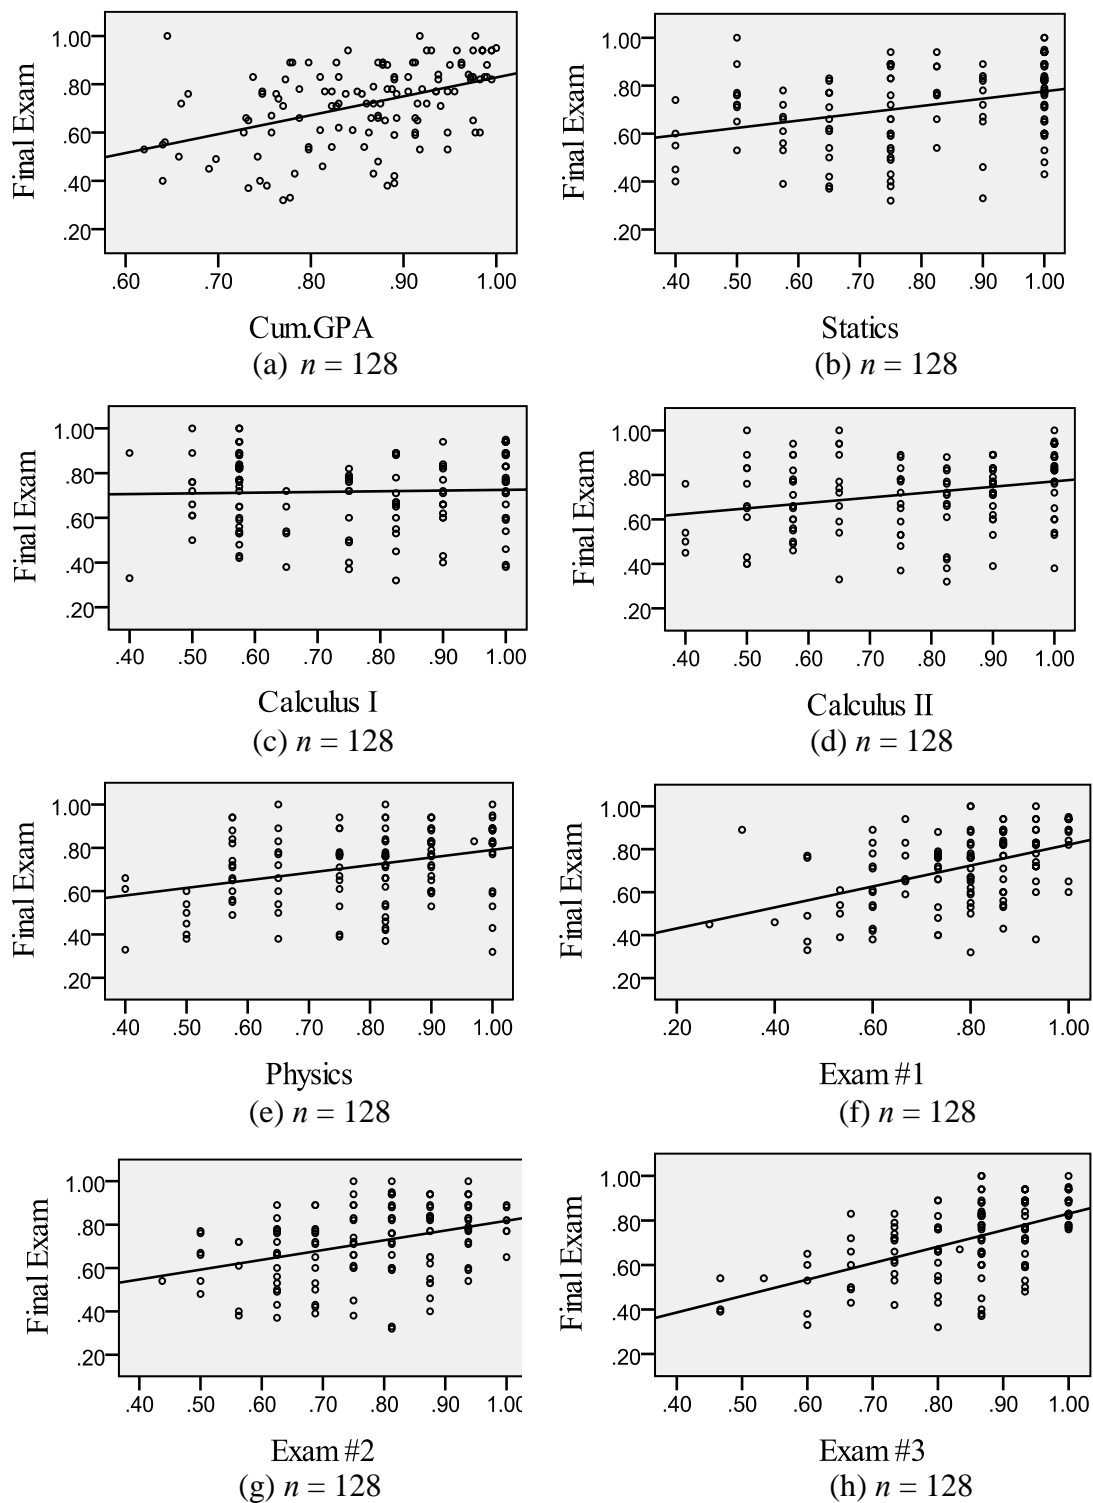 1.00
.80
.60
.40
.20
Final Exam
.60 .70 .80 .90 1.00
Cum.GPA
(a) n = 128
1.00
.80
.60
.40
.20
Final Exam
.40 .50 .60 .70 .80 .90 1.00
Statics
(b) n = 128
1.00
.80
.60
.40
.20
Final Exam
.40 .50 .60 .70 .80 .90 1.00
Calculus I
(c) n = 128
1.00
.80
.60
.40
.20
Final Exam
.40 .50 .60 .70 .80 .90 1.00
Calculus II
(d) n = 128
1.00
.80
.60
.40
.20
Final Exam
.40 .50 .60 .70 .80 .90 1.00
Physics
(e) n = 128
1.00
.80
.60
.40
.20
Final Exam
.20 .40 .60 .80 1.00
Exam #1
(f) n = 128
1.00
.80
.60
.40
.20
Final Exam
.40 .50 .60 .70 .80 .90 1.00
Exam #2
(g) n = 128
1.00
.80
.60
.40
.20
Final Exam
.40 .50 .60 .70 .80 .90 1.00
Exam #3
(h) n = 128